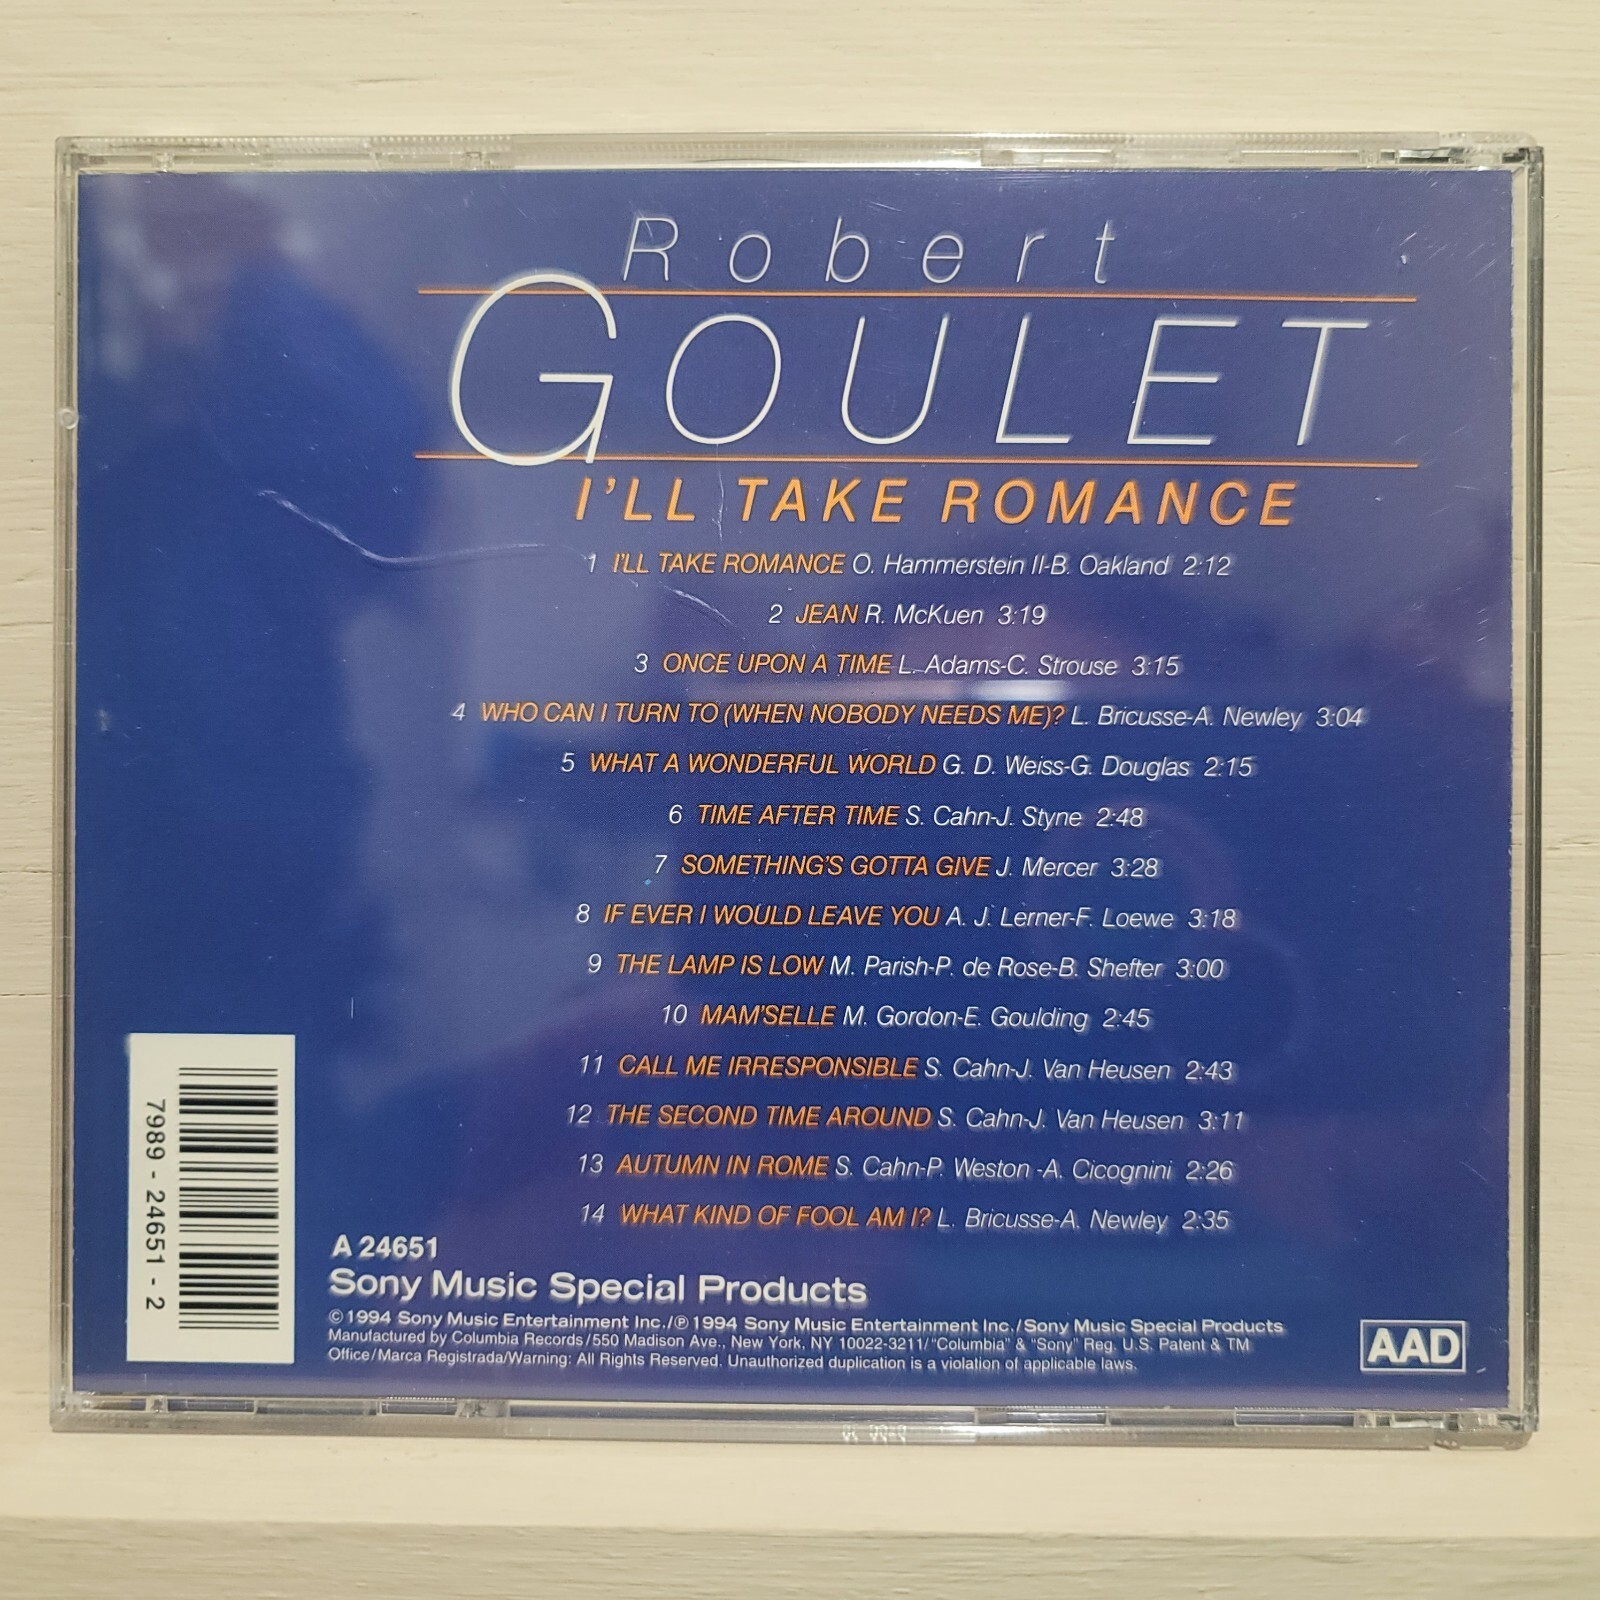 Robert
GOULET
I'LL TAKE ROMANCE
1 I'LL TAKE ROMANCE O. Hammerstein II-B. Oakland 2:12
2 JEAN R. McKuen 3:19
3 ONCE UPON A TIME L. Adams-C. Strouse 3:15
4 WHO CAN I TURN TO (WHEN NOBODY NEEDS ME)? L. Bricusse-A. Newley 3:04
5 WHAT A WONDERFUL WORLD G. D. Weiss-G. Douglas 2:15
6 TIME AFTER TIME S. Cahn-J. Styne 2:48
7 SOMETHING'S GOTTA GIVE J. Mercer 3:28
8 IF EVER I WOULD LEAVE YOU A. J. Lerner-F. Loewe 3:18
9 THE LAMP IS LOW M. Parish-P. de Rose-B. Shefter 3:00
10 MAM'SELLE M. Gordon-E. Goulding 2:45
11 CALL ME IRRESPONSIBLE S. Cahn-J. Van Heusen 2:43
12 THE SECOND TIME AROUND S. Cahn-J. Van Heusen 3:11
13 AUTUMN IN ROME S. Cahn-P. Weston -A. Cicognini 2:26
14 WHAT KIND OF FOOL AM I? L. Bricusse-A. Newley 2:35
7989-24651-2
A 24651
Sony Music Special Products
©1994 Sony Music Entertainment Inc./℗1994 Sony Music Entertainment Inc./Sony Music Special Products
Manufactured by Columbia Records/550 Madison Ave., New York, NY 10022-3211/"Columbia" & "Sony" Reg. U.S. Patent & TM
Office/Marca Registrada/Warning: All Rights Reserved. Unauthorized duplication is a violation of applicable laws.
AAD